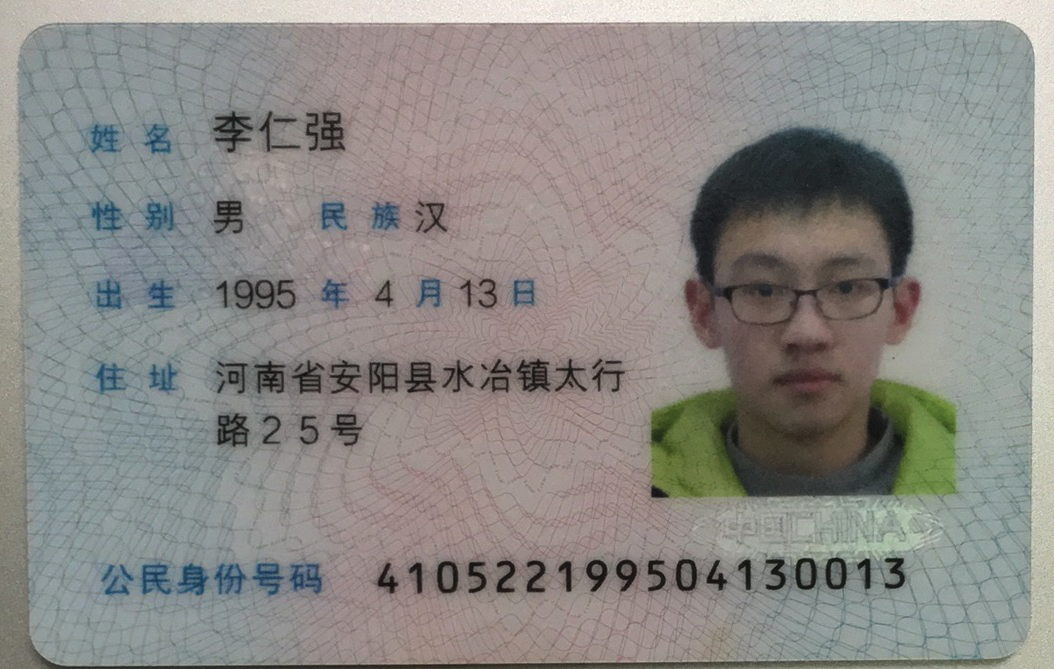 姓名 李仁强
性别 男 民族 汉
出生 1995 年 4 月 13 日
住址 河南省安阳县水冶镇太行
路25号
中国CHINA
公民身份号码 410522199504130013